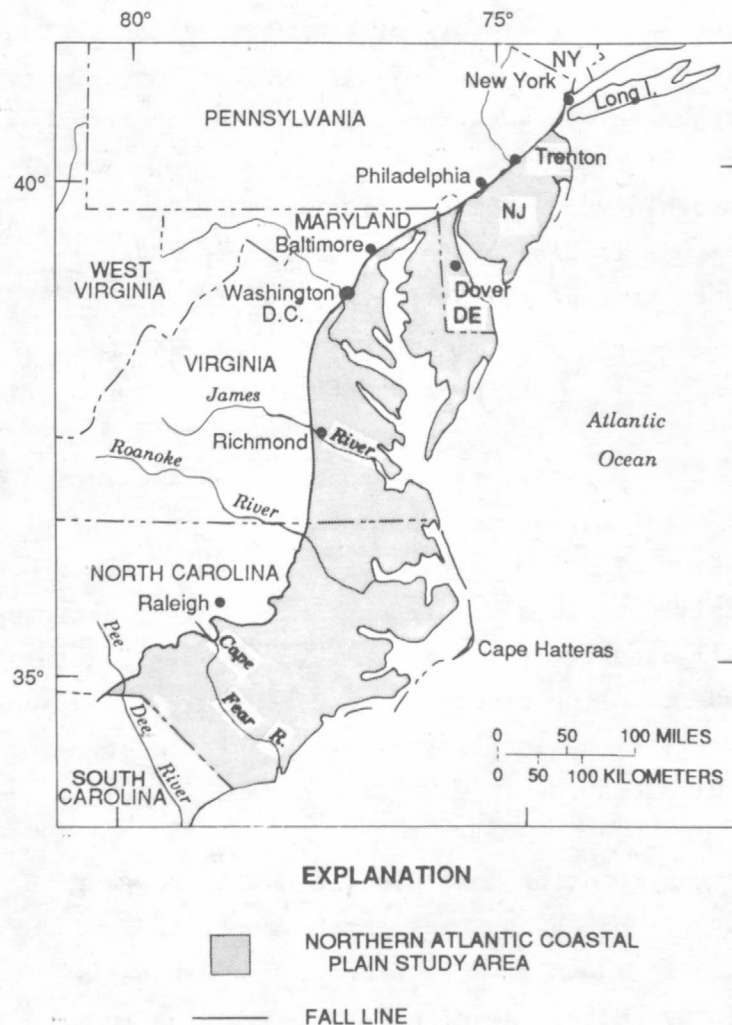 80°
75°
NY
New York
Long I.
PENNSYLVANIA
Trenton
40°
Philadelphia
NJ
MARYLAND
Baltimore
WEST
VIRGINIA
Washington
D.C.
Dover
DE
VIRGINIA
James
River
Richmond
Atlantic
Ocean
Roanoke
River
NORTH CAROLINA
Raleigh
Cape Hatteras
Pee
Dee
River
Cape
Fear
R.
35°
0 50 100 MILES
0 50 100 KILOMETERS
SOUTH
CAROLINA
EXPLANATION
NORTHERN ATLANTIC COASTAL
PLAIN STUDY AREA
FALL LINE